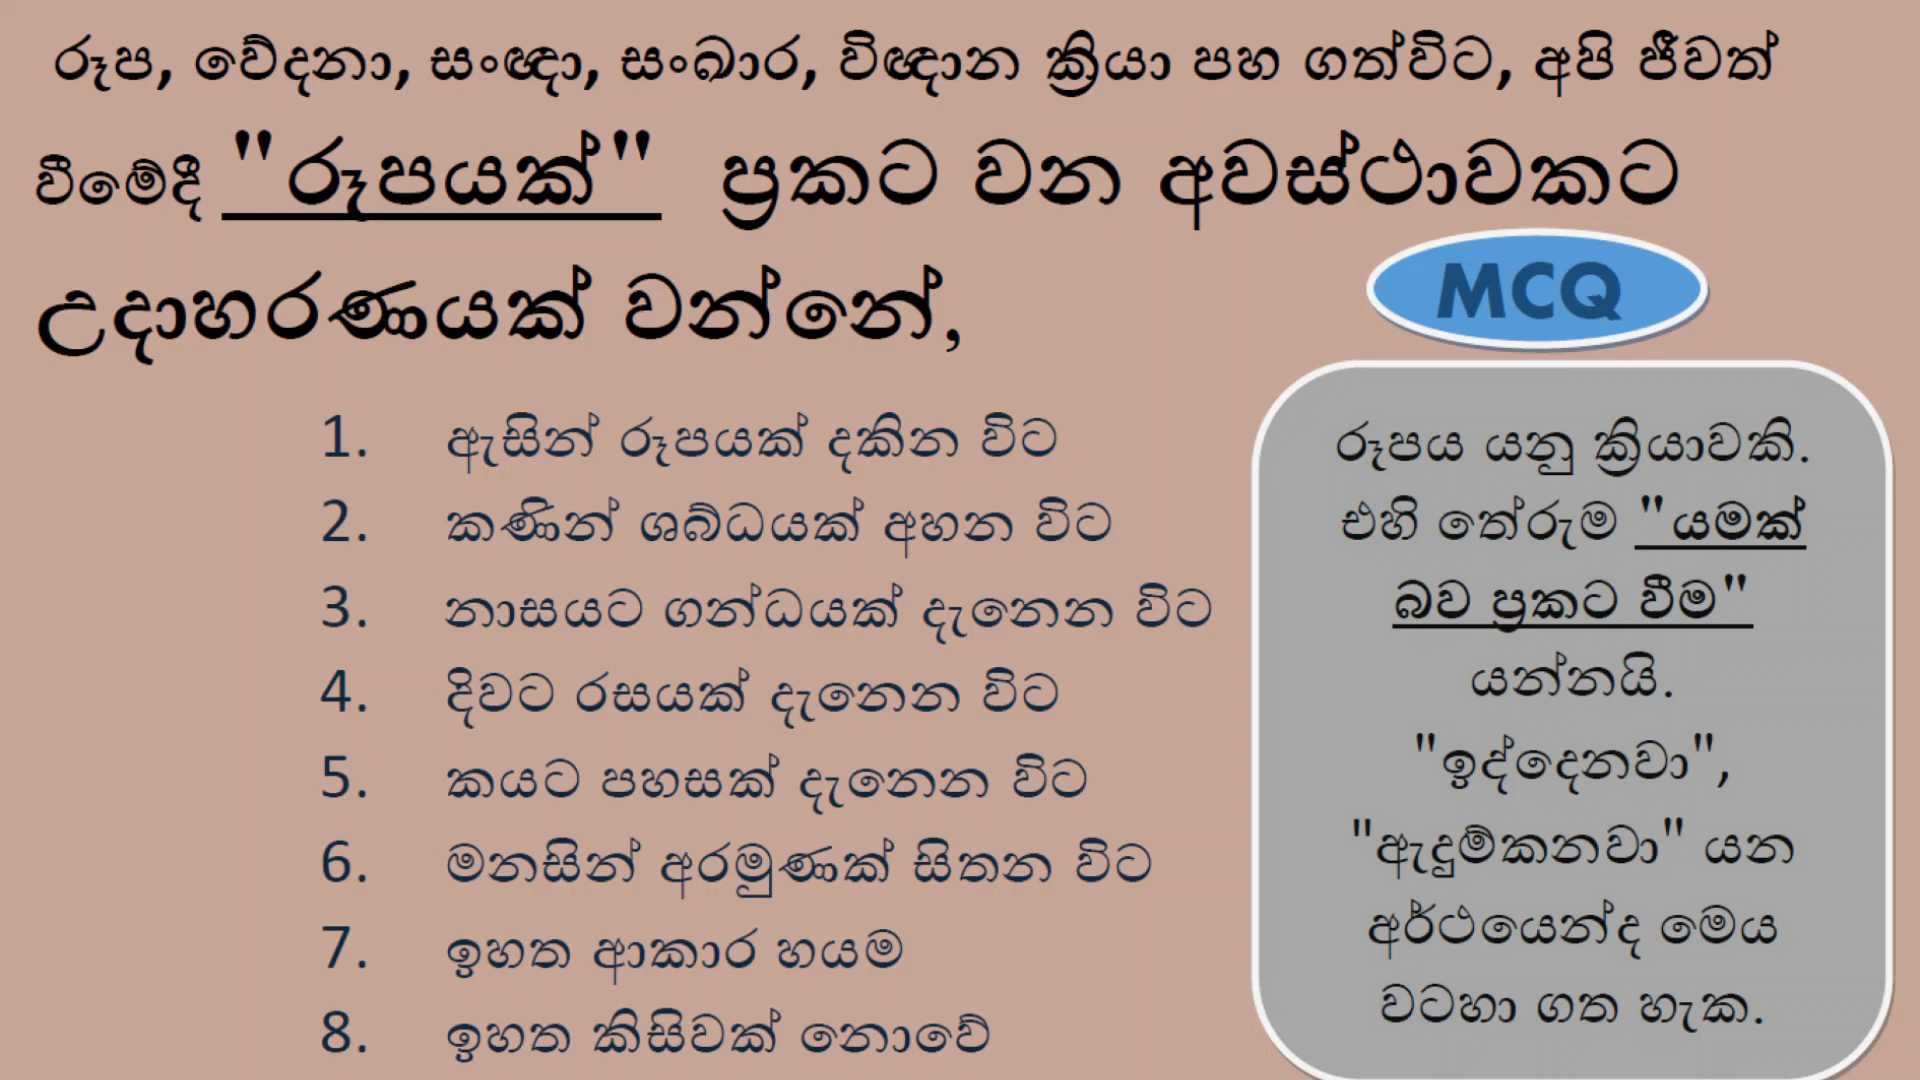 රූප, වේදනා, සංඥා, සංඛාර, විඥාන ක්‍රියා පහ ගත්විට, අපි ජීවත්
වීමේදී "රූපයක්" ප්‍රකට වන අවස්ථාවකට
උදාහරණයක් වන්නේ,
MCQ
1. ඇසින් රූපයක් දකින විට
2. කණින් ශබ්ධයක් අහන විට
3. නාසයට ගන්ධයක් දැනෙන විට
4. දිවට රසයක් දැනෙන විට
5. කයට පහසක් දැනෙන විට
6. මනසින් අරමුණක් සිතන විට
7. ඉහත ආකාර හයම
8. ඉහත කිසිවක් නොවේ
රූපය යනු ක්‍රියාවකි.
එහි තේරුම "යමක්
බව ප්‍රකට වීම"
යන්නයි.
"ඉද්දෙනවා",
"ඇඳුම්කනවා" යන
අර්ථයෙන්ද මෙය
වටහා ගත හැක.